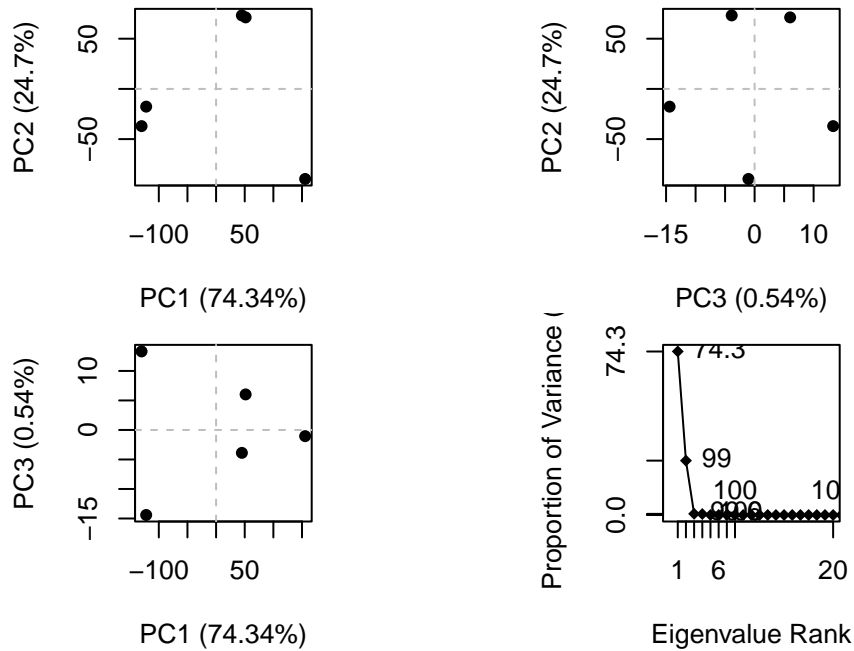 PC2 (24.7%)
50
−50
−100 50
PC1 (74.34%)
PC2 (24.7%)
50
−50
−15 0 10
PC3 (0.54%)
PC3 (0.54%)
10
0
−15
−100 50
PC1 (74.34%)
Proportion of Variance (
74.3
0.0
74.3
99
100
10
1 6 20
Eigenvalue Rank